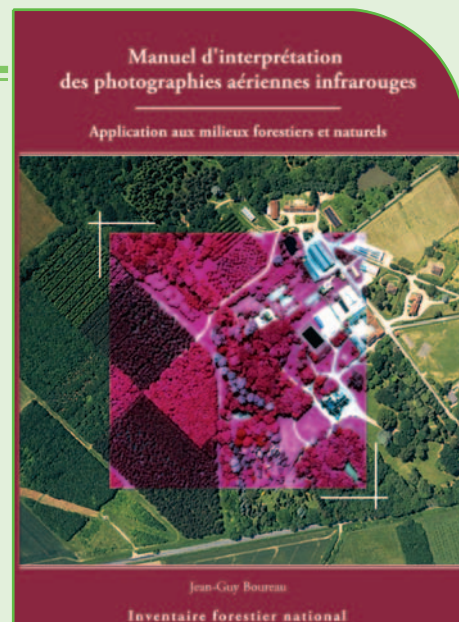 Manuel d'interprétation
des photographies aériennes infrarouges
Application aux milieux forestiers et naturels
Jean-Guy Boureau
Inventaire forestier national